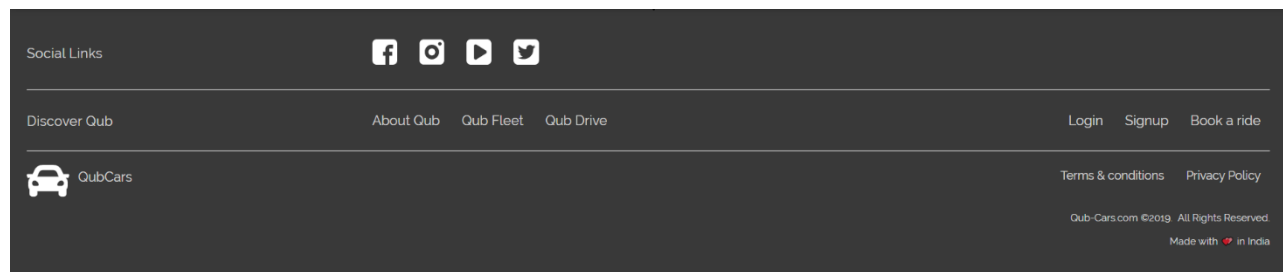 Social Links
Discover Qub About Qub Qub Fleet Qub Drive Login Signup Book a ride
QubCars Terms & conditions Privacy Policy
Qub-Cars.com ©2019. All Rights Reserved.
Made with in India